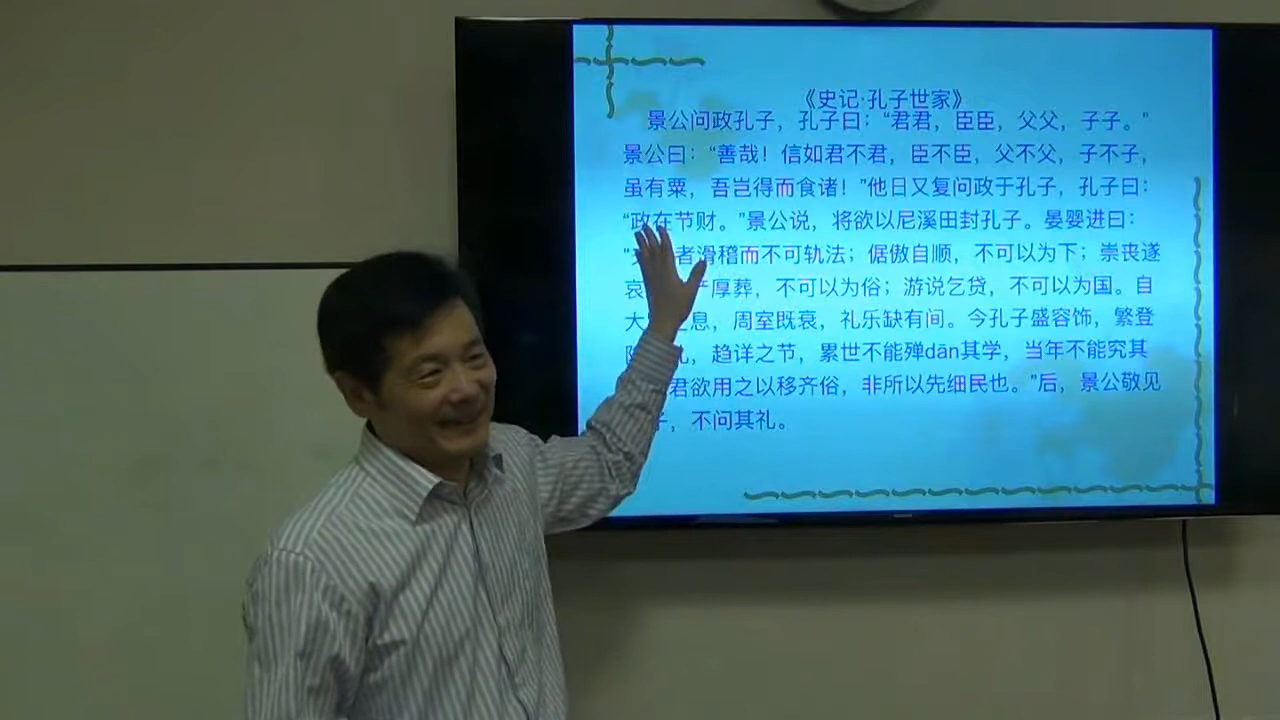 《史记·孔子世家》
景公问政孔子，孔子曰：“君君，臣臣，父父，子子。”
景公曰：“善哉！信如君不君，臣不臣，父不父，子不子，
虽有粟，吾岂得而食诸！”他日又复问政于孔子，孔子曰：
“政在节财。”景公说，将欲以尼溪田封孔子。晏婴进曰：
“者滑稽而不可轨法；倨傲自顺，不可以为下；崇丧遂
哀厚葬，不可以为俗；游说乞贷，不可以为国。自
大息，周室既衰，礼乐缺有间。今孔子盛容饰，繁登
礼，趋详之节，累世不能殚dān其学，当年不能究其
君欲用之以移齐俗，非所以先细民也。”后，景公敬见
子，不问其礼。